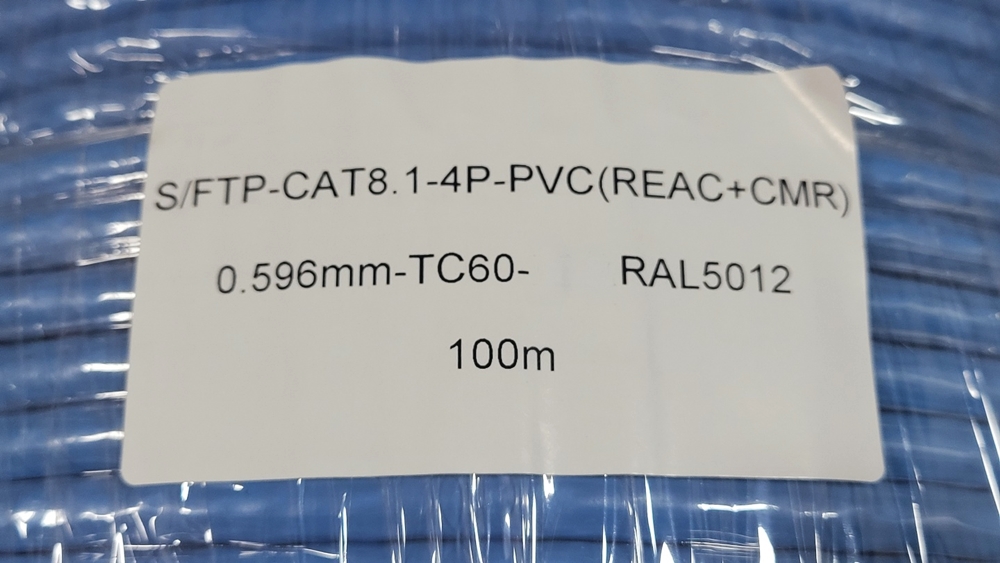 S/FTP-CAT8.1-4P-PVC(REAC+CMR)
0.596mm-TC60- RAL5012
100m